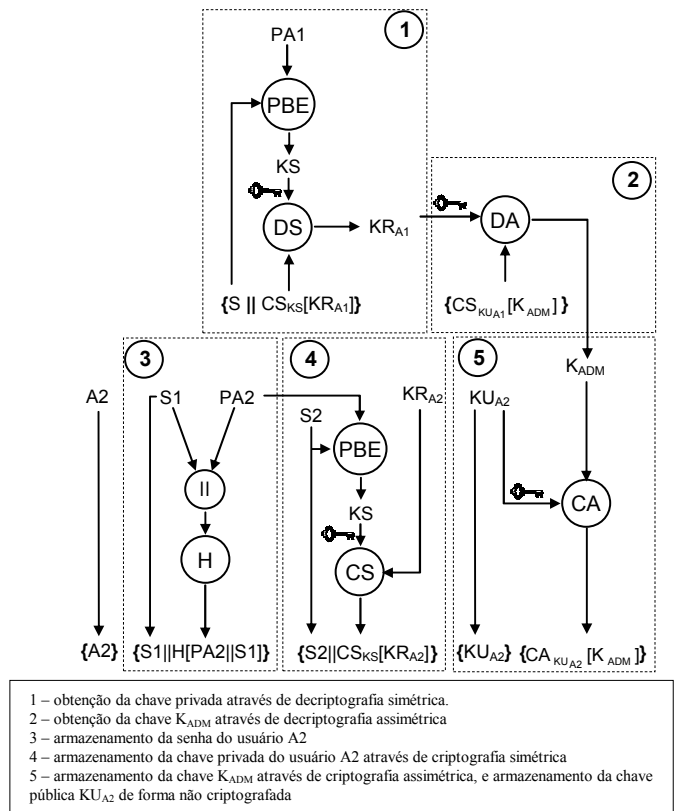 1
PA1
PBE
KS
DS
KRA1
{S || CSKS[KRA1]}
2
DA
{CSKUA1[K ADM ] }
3
4
5
A2
S1
PA2
S2
KRA2
KUA2
KADM
PBE
||
KS
CA
H
CS
{A2}
{S1||H[PA2||S1]}
{S2||CSKS[KRA2]}
{KUA2}
{CA KUA2 [K ADM ] }
1 – obtenção da chave privada através de decriptografia simétrica.
2 – obtenção da chave KADM através de decriptografia assimétrica
3 – armazenamento da senha do usuário A2
4 – armazenamento da chave privada do usuário A2 através de criptografia simétrica
5 – armazenamento da chave KADM através de criptografia assimétrica, e armazenamento da chave
pública KUA2 de forma não criptografada